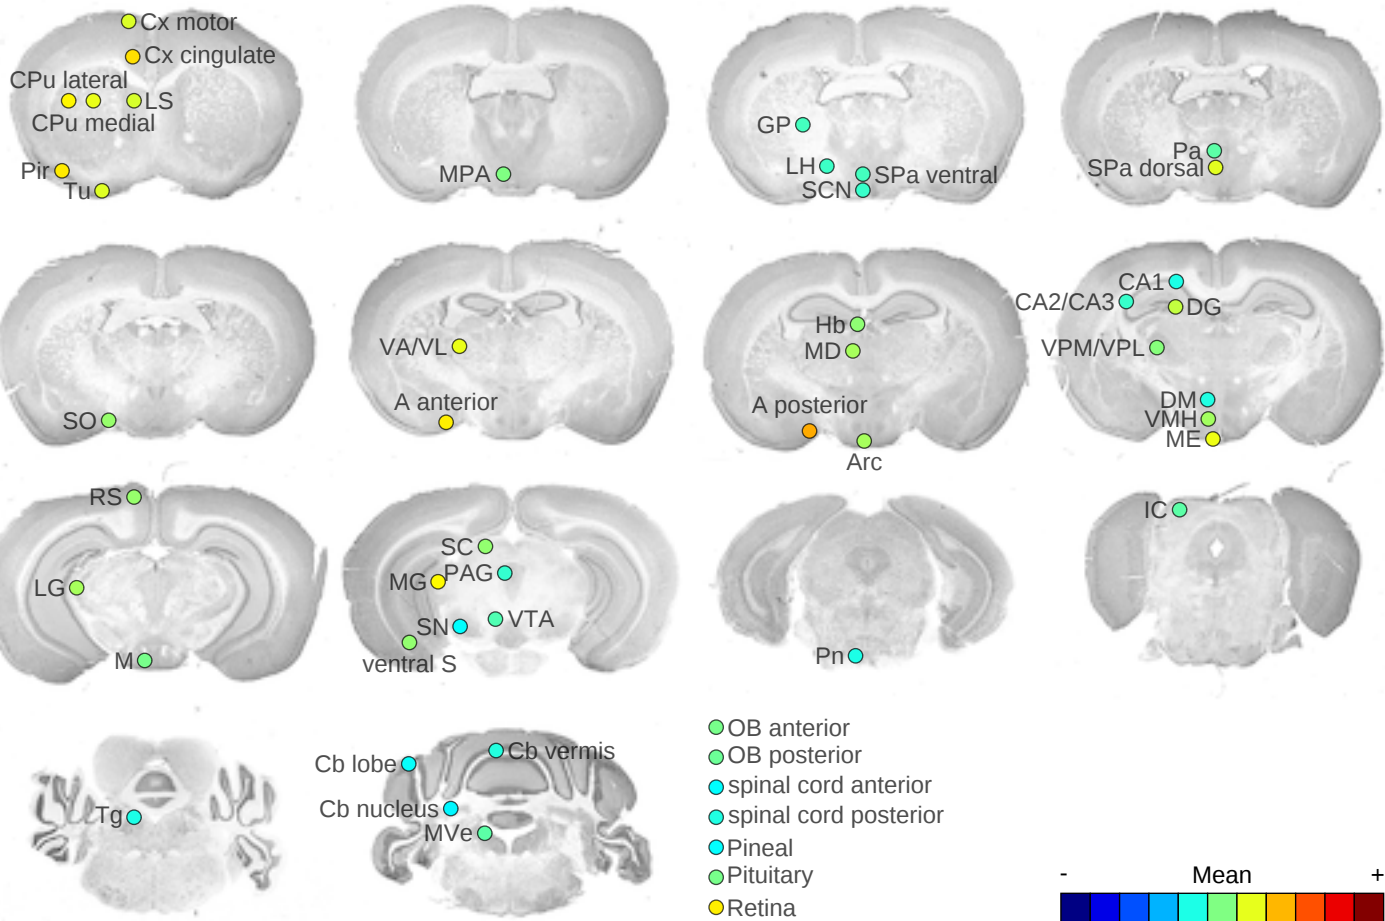 Cx motor
Cx cingulate
CPu lateral
LS
CPu medial
Pir
Tu
MPA
GP
LH
SPa ventral
SCN
Pa
SPa dorsal
SO
VA/VL
A anterior
Hb
MD
A posterior
Arc
CA1
CA2/CA3
DG
VPM/VPL
DM
VMH
ME
RS
LG
M
SC
MG
PAG
SN
VTA
ventral S
Pn
IC
Tg
Cb lobe
Cb vermis
Cb nucleus
MVe
OB anterior
OB posterior
spinal cord anterior
spinal cord posterior
Pineal
Pituitary
Retina
- Mean +